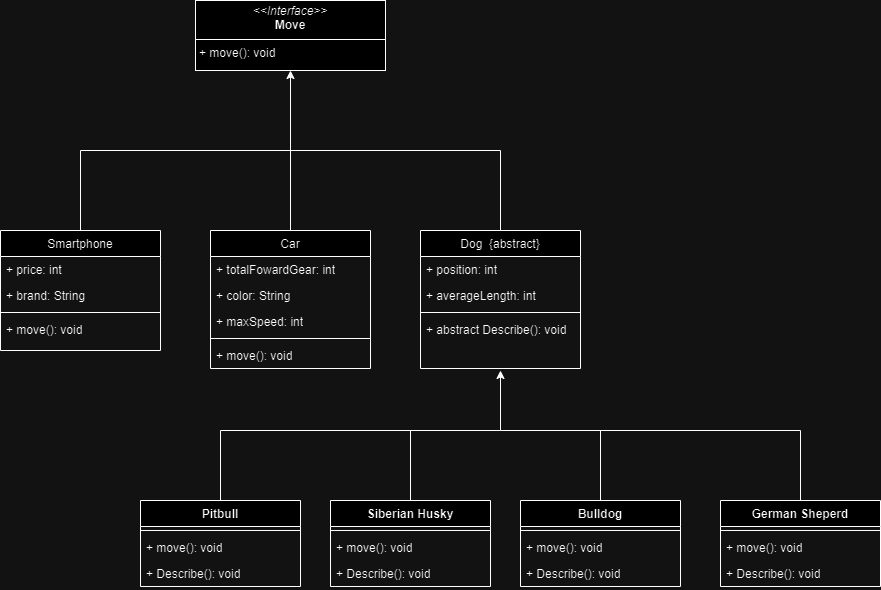 <<Interface>>
Move
+ move(): void
Smartphone
+ price: int
+ brand: String
+ move(): void
Car
+ totalFowardGear: int
+ color: String
+ maxSpeed: int
+ move(): void
Dog {abstract}
+ position: int
+ averageLength: int
+ abstract Describe(): void
Pitbull
+ move(): void
+ Describe(): void
Siberian Husky
+ move(): void
+ Describe(): void
Bulldog
+ move(): void
+ Describe(): void
German Sheperd
+ move(): void
+ Describe(): void